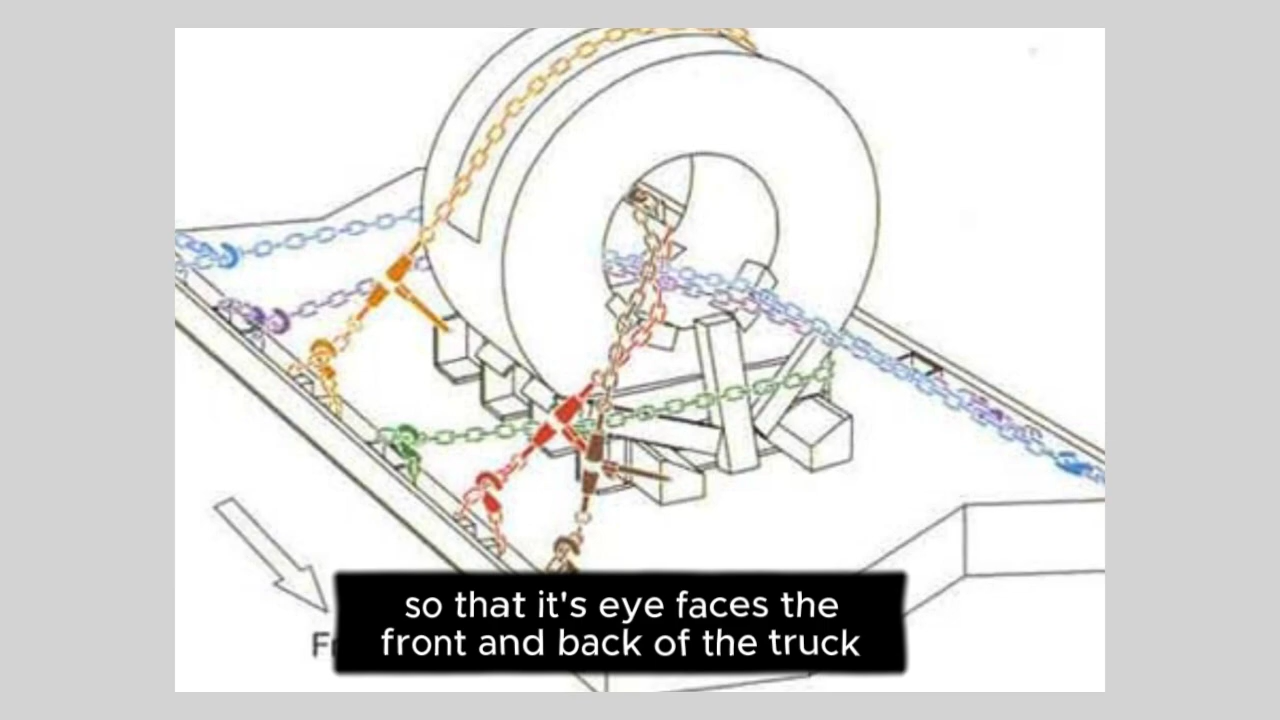 so that it's eye faces the
front and back of the truck